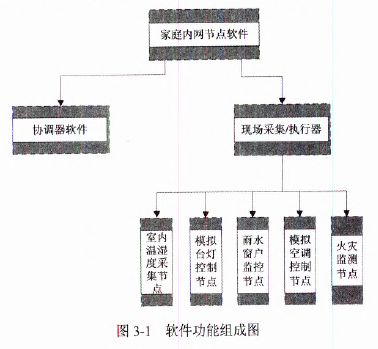 家庭内网节点软件
协调器软件
现场采集/执行器
室内
温湿
度采
集节
点
模拟
台灯
控制
节点
雨水
窗户
监控
节点
模拟
空调
控制
节点
火灾
监测
节点
图 3-1 软件功能组成图